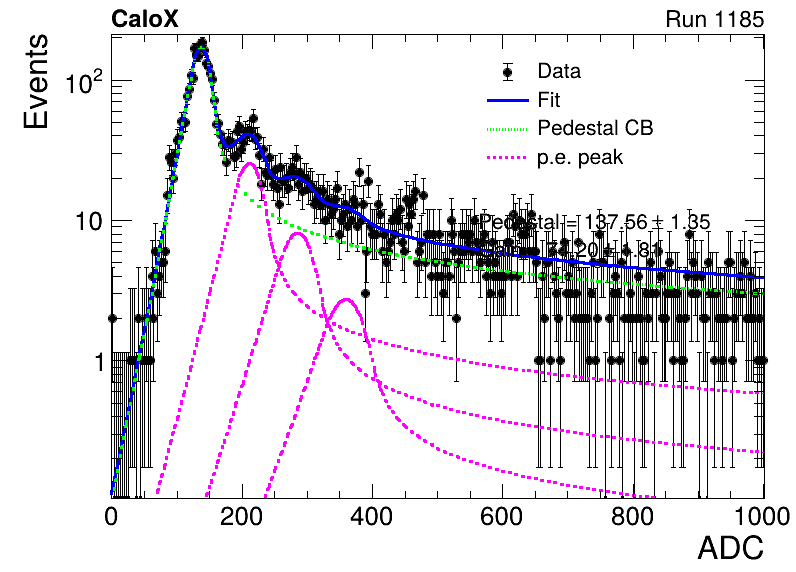 CaloX Run 1185
Events
Data
Fit
Pedestal CB
p.e. peak
Pedestal = 137.56 ± 1.35
10²
10
1
0 200 400 600 800 1000
ADC